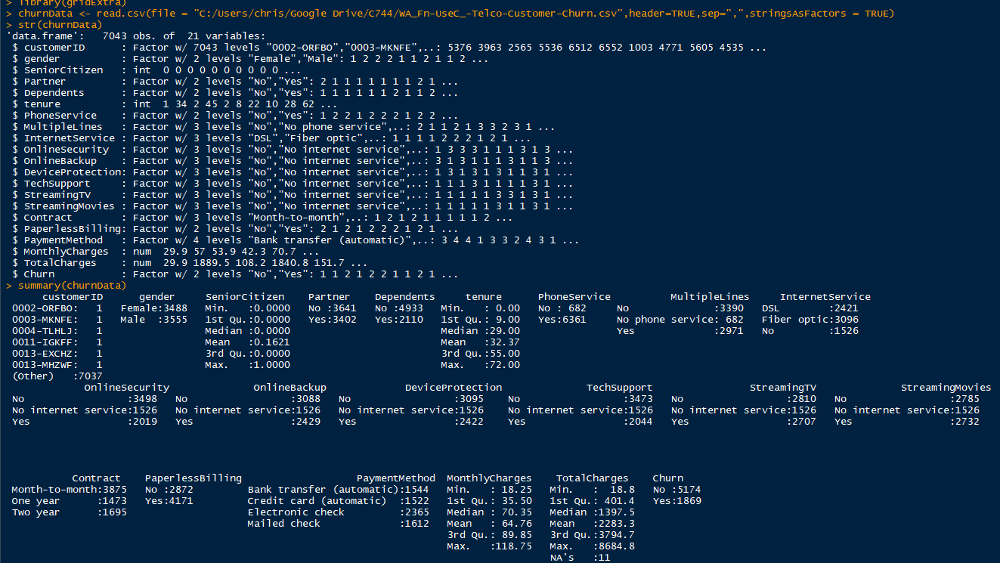 > library(gridExtra)
> churnData <- read.csv(file = "C:/Users/chris/Google Drive/C744/WA_Fn-UseC_-Telco-Customer-Churn.csv",header=TRUE,sep=",",stringsAsFactors = TRUE)
> str(churnData)
'data.frame':   7043 obs. of  21 variables:
 $ customerID      : Factor w/ 7043 levels "0002-ORFBO","0003-MKNFE",..: 5376 3963 2565 5536 6512 6552 1003 4771 5605 4535 ...
 $ gender          : Factor w/ 2 levels "Female","Male": 1 2 2 2 1 1 2 1 1 2 ...
 $ SeniorCitizen   : int  0 0 0 0 0 0 0 0 0 0 ...
 $ Partner         : Factor w/ 2 levels "No","Yes": 2 1 1 1 1 1 1 1 2 1 ...
 $ Dependents      : Factor w/ 2 levels "No","Yes": 1 1 1 1 1 1 2 1 1 2 ...
 $ tenure          : int  1 34 2 45 2 8 22 10 28 62 ...
 $ PhoneService    : Factor w/ 2 levels "No","Yes": 1 2 2 1 2 2 2 1 2 2 ...
 $ MultipleLines   : Factor w/ 3 levels "No","No phone service",..: 2 1 1 2 1 3 3 2 3 1 ...
 $ InternetService : Factor w/ 3 levels "DSL","Fiber optic",..: 1 1 1 1 2 2 2 1 2 1 ...
 $ OnlineSecurity  : Factor w/ 3 levels "No","No internet service",..: 1 3 3 3 1 1 1 3 1 3 ...
 $ OnlineBackup    : Factor w/ 3 levels "No","No internet service",..: 3 1 3 1 1 1 3 1 1 3 ...
 $ DeviceProtection: Factor w/ 3 levels "No","No internet service",..: 1 3 1 3 1 3 1 1 3 1 ...
 $ TechSupport     : Factor w/ 3 levels "No","No internet service",..: 1 1 1 3 1 1 1 1 3 1 ...
 $ StreamingTV     : Factor w/ 3 levels "No","No internet service",..: 1 1 1 1 1 3 3 1 3 1 ...
 $ StreamingMovies : Factor w/ 3 levels "No","No internet service",..: 1 1 1 1 1 3 1 1 3 1 ...
 $ Contract        : Factor w/ 3 levels "Month-to-month",..: 1 2 1 2 1 1 1 1 1 2 ...
 $ PaperlessBilling: Factor w/ 2 levels "No","Yes": 2 1 2 1 2 2 2 1 2 1 ...
 $ PaymentMethod   : Factor w/ 4 levels "Bank transfer (automatic)",..: 3 4 4 1 3 3 2 4 3 1 ...
 $ MonthlyCharges  : num  29.9 57 53.9 42.3 70.7 ...
 $ TotalCharges    : num  29.9 1889.5 108.2 1840.8 151.7 ...
 $ Churn           : Factor w/ 2 levels "No","Yes": 1 1 2 1 2 2 1 1 2 1 ...
> summary(churnData)
      customerID      gender     SeniorCitizen    Partner    Dependents     tenure      PhoneService          MultipleLines     InternetService
 0002-ORFBO:   1   Female:3488   Min.   :0.0000   No :3641   No :4933   Min.   : 0.00   No : 682     No              :3390   DSL        :2421
 0003-MKNFE:   1   Male  :3555   1st Qu.:0.0000   Yes:3402   Yes:2110   1st Qu.: 9.00   Yes:6361     No phone service: 682   Fiber optic:3096
 0004-TLHLJ:   1                 Median :0.0000                         Median :29.00                Yes             :2971   No         :1526
 0011-IGKFF:   1                 Mean   :0.1621                         Mean   :32.37
 0013-EXCHZ:   1                 3rd Qu.:0.0000                         3rd Qu.:55.00
 0013-MHZWF:   1                 Max.   :1.0000                         Max.   :72.00
 (Other)   :7037
             OnlineSecurity              OnlineBackup             DeviceProtection              TechSupport                StreamingTV              StreamingMovies
 No                 :3498   No                 :3088   No                 :3095   No                 :3473   No                 :2810   No                 :2785
 No internet service:1526   No internet service:1526   No internet service:1526   No internet service:1526   No internet service:1526   No internet service:1526
 Yes                :2019   Yes                :2429   Yes                :2422   Yes                :2044   Yes                :2707   Yes                :2732
           Contract    PaperlessBilling                   PaymentMethod  MonthlyCharges    TotalCharges    Churn
 Month-to-month:3875   No :2872         Bank transfer (automatic):1544   Min.   : 18.25   Min.   :  18.8   No :5174
 One year      :1473   Yes:4171         Credit card (automatic)  :1522   1st Qu.: 35.50   1st Qu.: 401.4   Yes:1869
 Two year      :1695                    Electronic check         :2365   Median : 70.35   Median :1397.5
                                        Mailed check             :1612   Mean   : 64.76   Mean   :2283.3
                                                                         3rd Qu.: 89.85   3rd Qu.:3794.7
                                                                         Max.   :118.75   Max.   :8684.8
                                                                                          NA's   :11